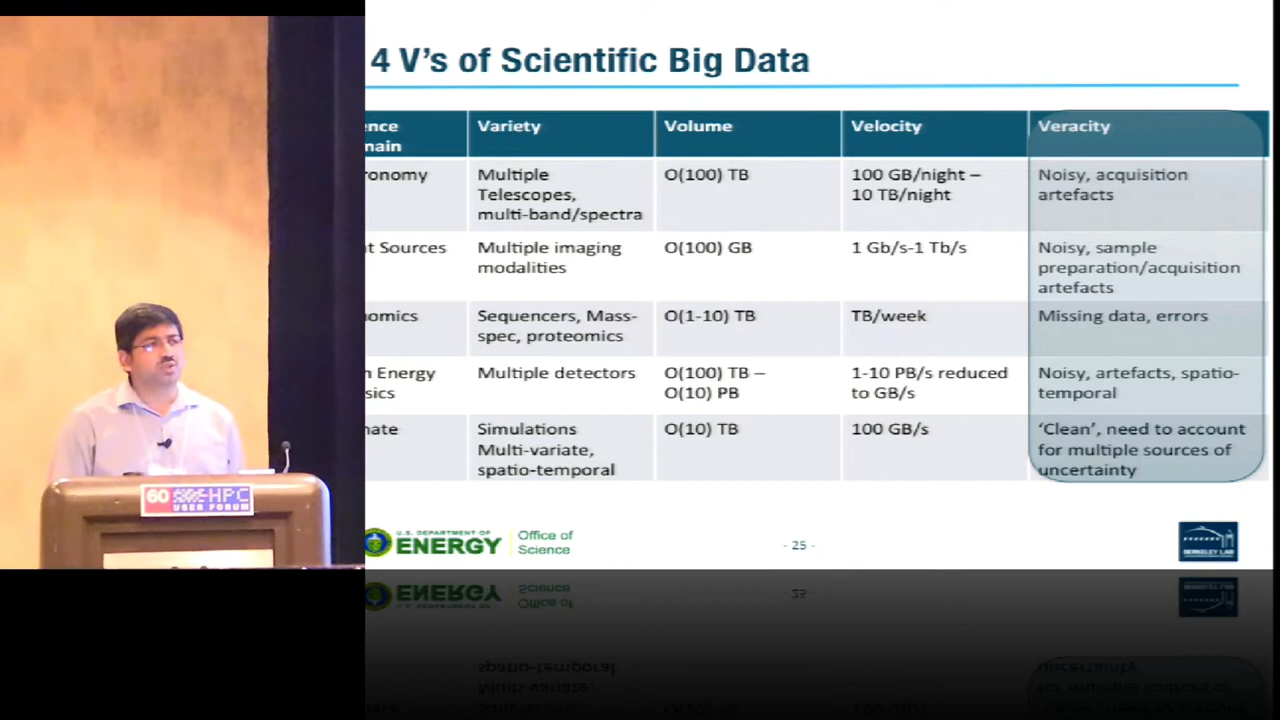 4 V's of Scientific Big Data
ence
main
Variety
Volume
Velocity
Veracity
ronomy
Multiple
Telescopes,
multi-band/spectra
O(100) TB
100 GB/night –
10 TB/night
Noisy, acquisition
artefacts
t Sources
Multiple imaging
modalities
O(100) GB
1 Gb/s-1 Tb/s
Noisy, sample
preparation/acquisition
artefacts
omics
Sequencers, Mass-
spec, proteomics
O(1-10) TB
TB/week
Missing data, errors
h Energy
sics
Multiple detectors
O(100) TB –
O(10) PB
1-10 PB/s reduced
to GB/s
Noisy, artefacts, spatio-
temporal
nate
Simulations
Multi-variate,
spatio-temporal
O(10) TB
100 GB/s
‘Clean’, need to account
for multiple sources of
uncertainty
60 HPC
USER FORUM
U.S. DEPARTMENT OF
ENERGY
Office of
Science
- 25 -
BERKELEY LAB